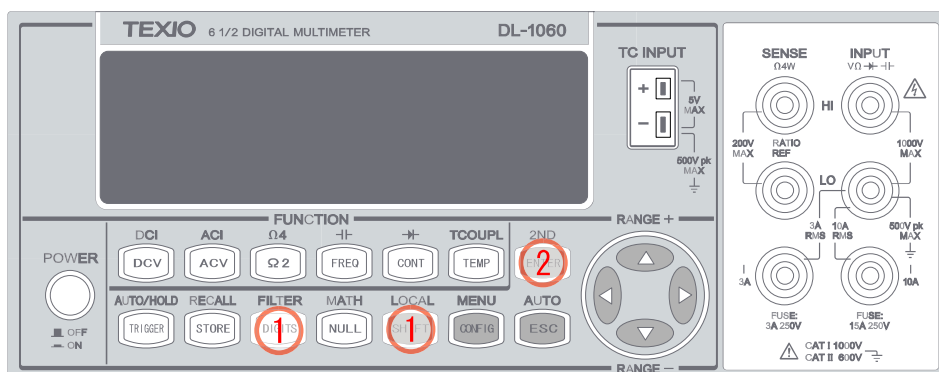 TEXIO 6 1/2 DIGITAL MULTIMETER DL-1060
TC INPUT
+
−
5V
MAX
500V pk
MAX
SENSE
Ω4W
INPUT
VΩ
HI
200V
MAX
RATIO
REF
1000V
MAX
LO
3A
RMS
10A
RMS
500V pk
MAX
3A
10A
FUSE:
3A 250V
FUSE:
15A 250V
CAT I 1000V
CAT II 600V
FUNCTION
RANGE +
DCI ACI Ω4 TCOUPL 2ND
POWER
DCV ACV Ω2 FREQ CONT TEMP ENTER
2
AUTO/HOLD RECALL FILTER MATH LOCAL MENU AUTO
TRIGGER STORE DIGITS NULL SHIFT CONFIG ESC
1 1
OFF
ON
RANGE −